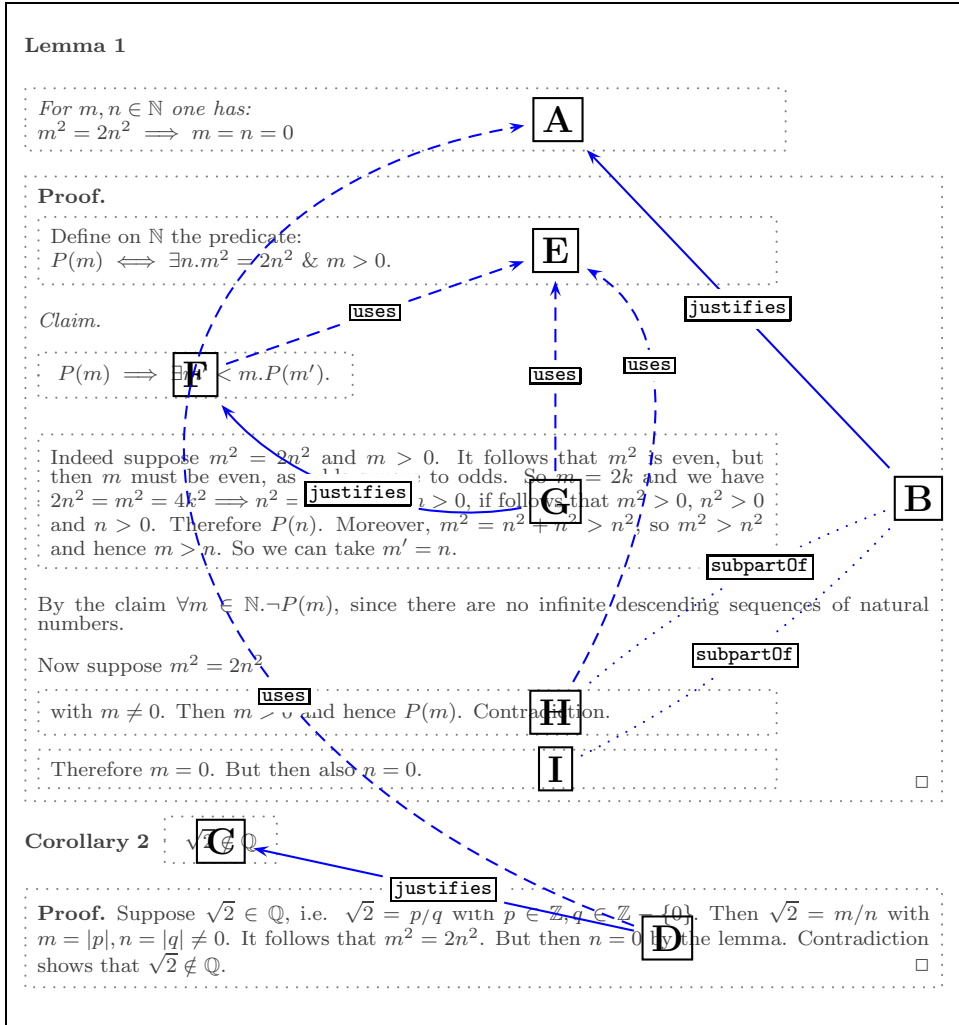 Lemma 1
For m, n ∈ ℕ one has:
m² = 2n² ⟹ m = n = 0
A
Proof.
Define on ℕ the predicate:
P(m) ⟺ ∃n.m² = 2n² & m > 0.
E
justifies
uses
Claim.
uses
uses
P(m) ⟹ ∃m′ < m.P(m′).
F
Indeed suppose m² = 2n² and m > 0. It follows that m² is even, but
then m must be even, as to odds. So m = 2k and we have
2n² = m² = 4k² ⟹ n² = > 0, if follows that m² > 0, n² > 0
justifies
G
B
and n > 0. Therefore P(n). Moreover, m² = n² + n² > n², so m² > n²
and hence m > n. So we can take m′ = n.
subpartOf
By the claim ∀m ∈ ℕ.¬P(m), since there are no infinite descending sequences of natural
numbers.
subpartOf
Now suppose m² = 2n²
uses
with m ≠ 0. Then m > 0 and hence P(m). Contradiction.
H
Therefore m = 0. But then also n = 0.
I
□
Corollary 2 √2 ∉ ℚ
C
justifies
Proof. Suppose √2 ∈ ℚ, i.e. √2 = p/q with p ∈ ℤ, q ∈ ℤ − {0}. Then √2 = m/n with
m = |p|, n = |q| ≠ 0. It follows that m² = 2n². But then n = 0 by the lemma. Contradiction
D
shows that √2 ∉ ℚ.
□